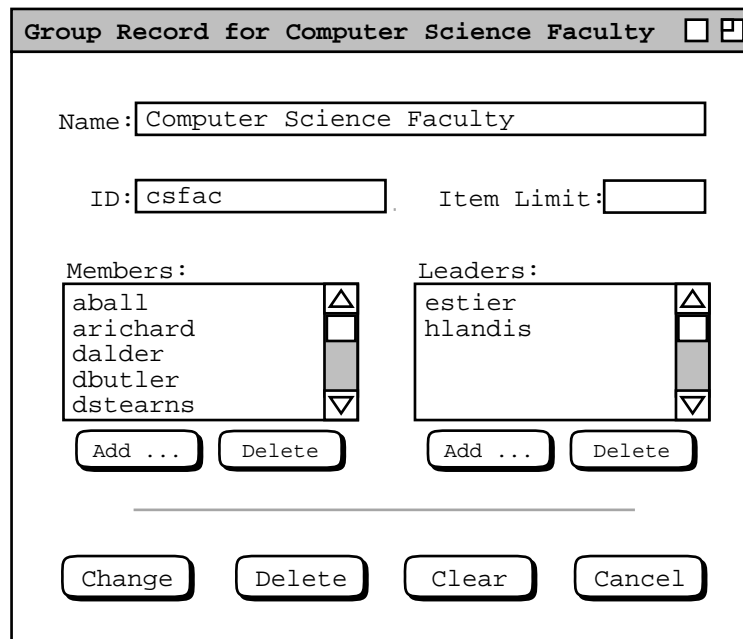 Group Record for Computer Science Faculty
Name: Computer Science Faculty
ID: csfac Item Limit:
Members: Leaders:
aball estier
arichard hlandis
dalder
dbutler
dstearns
Add ... Delete Add ... Delete
Change Delete Clear Cancel